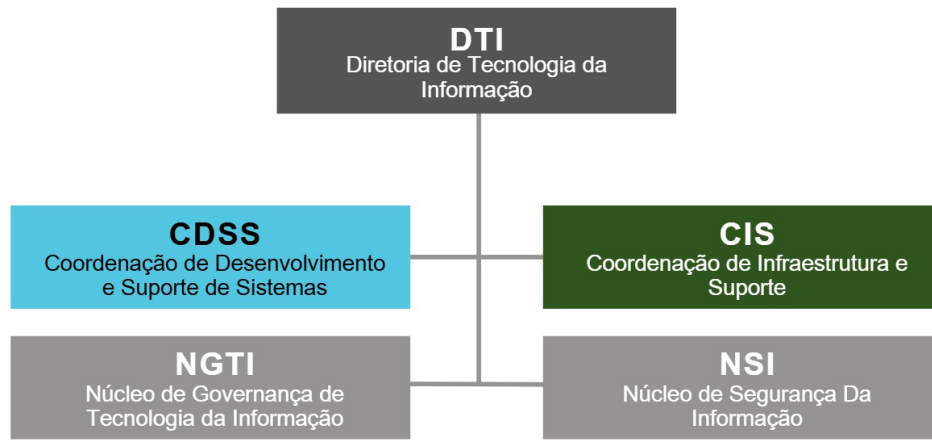 DTI
Diretoria de Tecnologia da
Informação
CDSS
Coordenação de Desenvolvimento
e Suporte de Sistemas
CIS
Coordenação de Infraestrutura e
Suporte
NGTI
Núcleo de Governança de
Tecnologia da Informação
NSI
Núcleo de Segurança Da
Informação